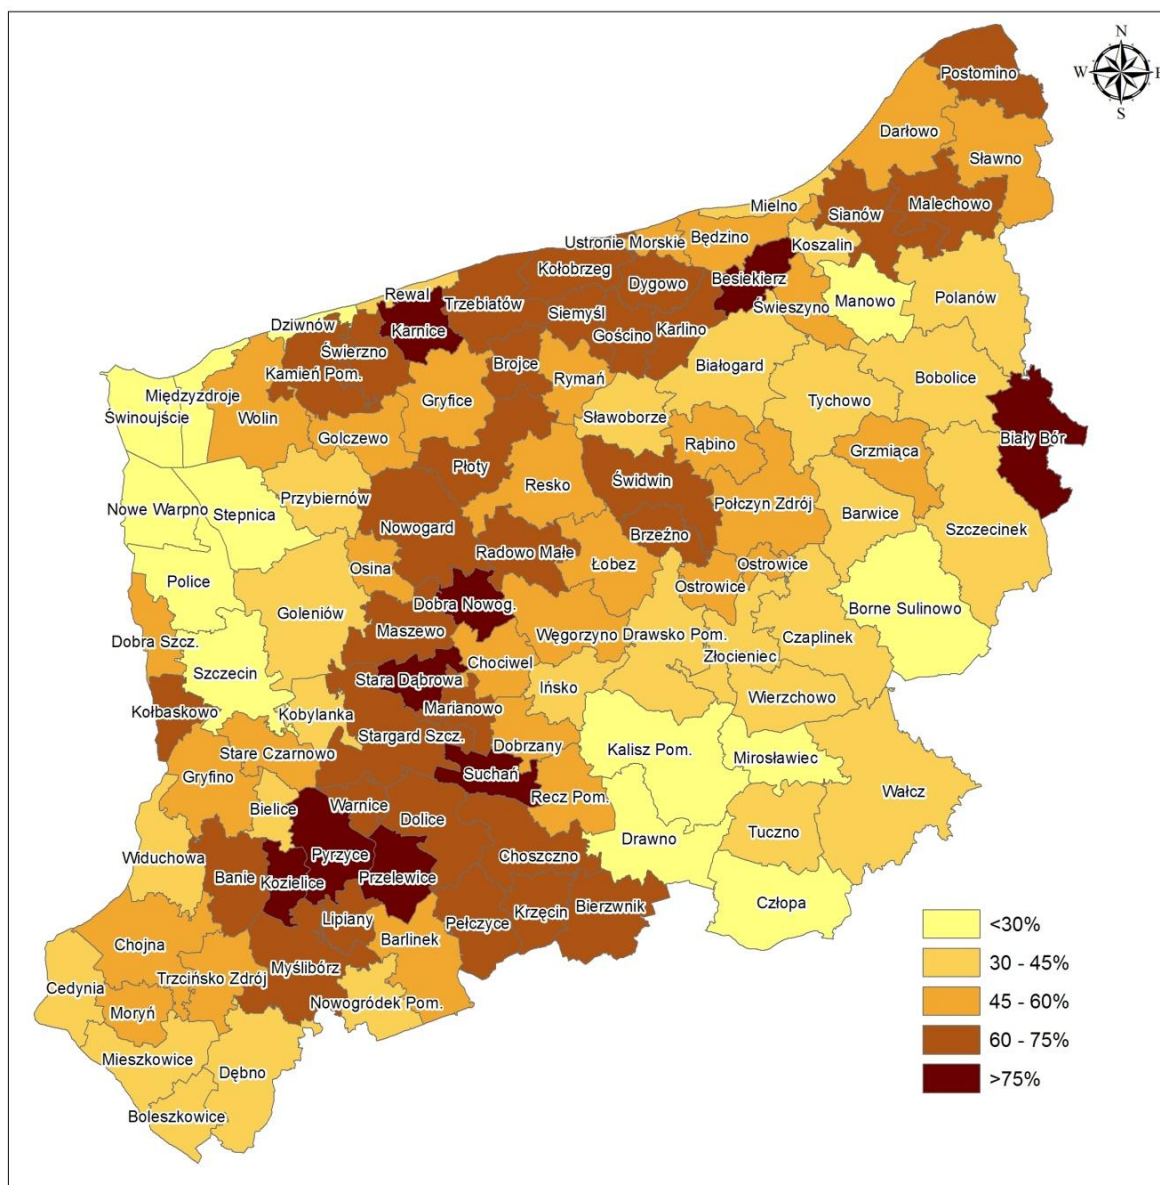 N
W
E
S
Postomino
Darłowo
Sławno
Mielno
Sianów
Malechowo
Ustronie Morskie
Będzino
Koszalin
Kołobrzeg
Dygowo
Besiekierz
Rewal
Trzebiatów
Siemyśl
Świeszyno
Manowo
Polanów
Dziwnów
Karnice
Gościno
Karlino
Świerzno
Brojce
Białogard
Kamień Pom.
Rymań
Bobolice
Międzyzdroje
Gryfice
Tychowo
Świnoujście
Wolin
Sławoborze
Golczewo
Rąbino
Grzmiąca
Biały Bór
Płoty
Świdwin
Przybiernów
Resko
Połczyn Zdrój
Nowe Warpno
Stepnica
Barwice
Nowogard
Szczecinek
Brzeźno
Radowo Małe
Osina
Łobez
Ostrowice
Police
Ostrowice
Dobra Nowog.
Borne Sulinowo
Goleniów
Maszewo
Węgorzyno
Drawsko Pom.
Czaplinek
Dobra Szcz.
Chociwel
Złocieniec
Szczecin
Stara Dąbrowa
Ińsko
Wierzchowo
Kołbaskowo
Kobylanka
Marianowo
Stargard Szcz.
Dobrzany
Kalisz Pom.
Stare Czarnowo
Mirosławiec
Gryfino
Suchań
Wałcz
Recz Pom.
Bielice
Warnice
Dolice
Drawno
Tuczno
Widuchowa
Pyrzyce
Choszczno
Banie
Kozielice
Przelewice
Człopa
Bierzwnik
Krzęcin
Lipiany
Pełczyce
Chojna
Barlinek
Myślibórz
Trzcińsko Zdrój
Cedynia
Nowogródek Pom.
Moryń
Mieszkowice
Dębno
Boleszkowice
<30%
30 - 45%
45 - 60%
60 - 75%
>75%